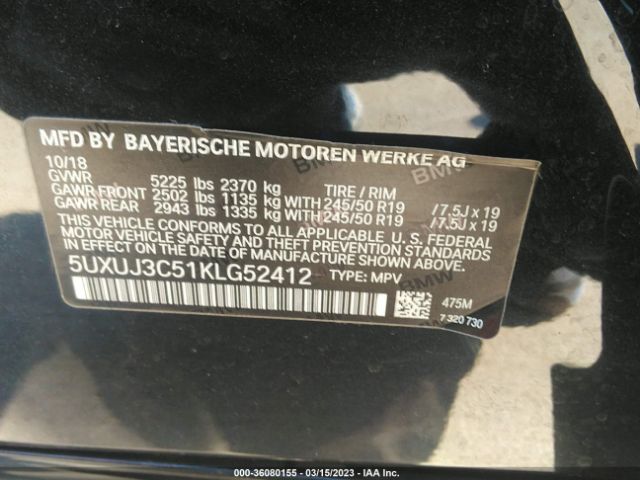 MFD BY BAYERISCHE MOTOREN WERKE AG
10/18
GVWR 5225 lbs 2370 kg TIRE / RIM
GAWR FRONT 2502 lbs 1135 kg WITH 245/50 R19 /7.5J x 19
GAWR REAR 2943 lbs 1335 kg WITH 245/50 R19 /7.5J x 19
THIS VEHICLE CONFORMS TO ALL APPLICABLE U. S. FEDERAL
MOTOR VEHICLE SAFETY, BUMPER, AND THEFT PREVENTION
STANDARDS IN EFFECT ON THE DATE OF MANUFACTURE SHOWN ABOVE.
5UXUJ3C51KLG52412 TYPE: MPV
475M
7 320 730
000-36080155 - 03/15/2023 - IAA Inc.